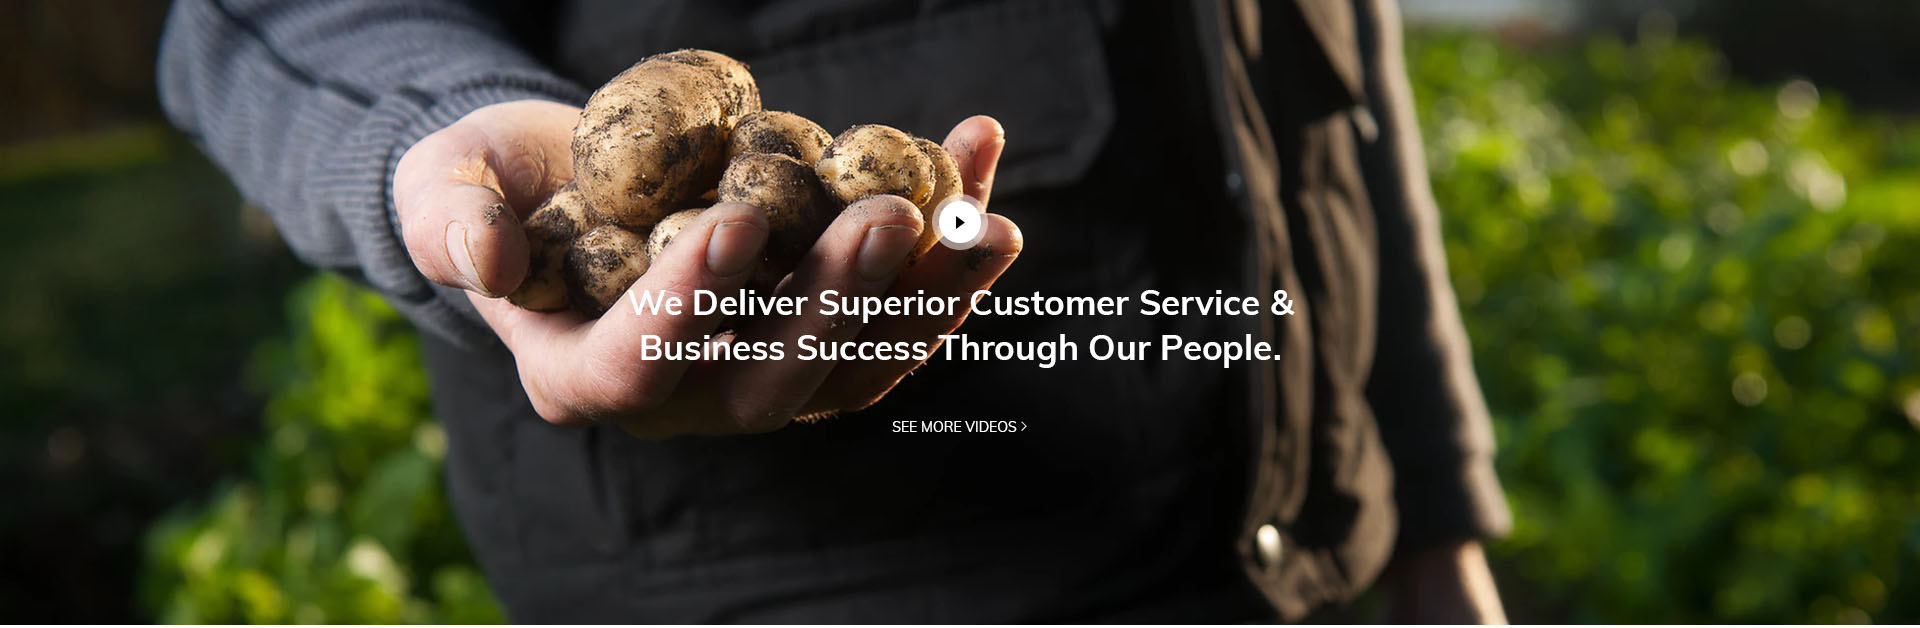 We Deliver Superior Customer Service &
Business Success Through Our People.
SEE MORE VIDEOS >